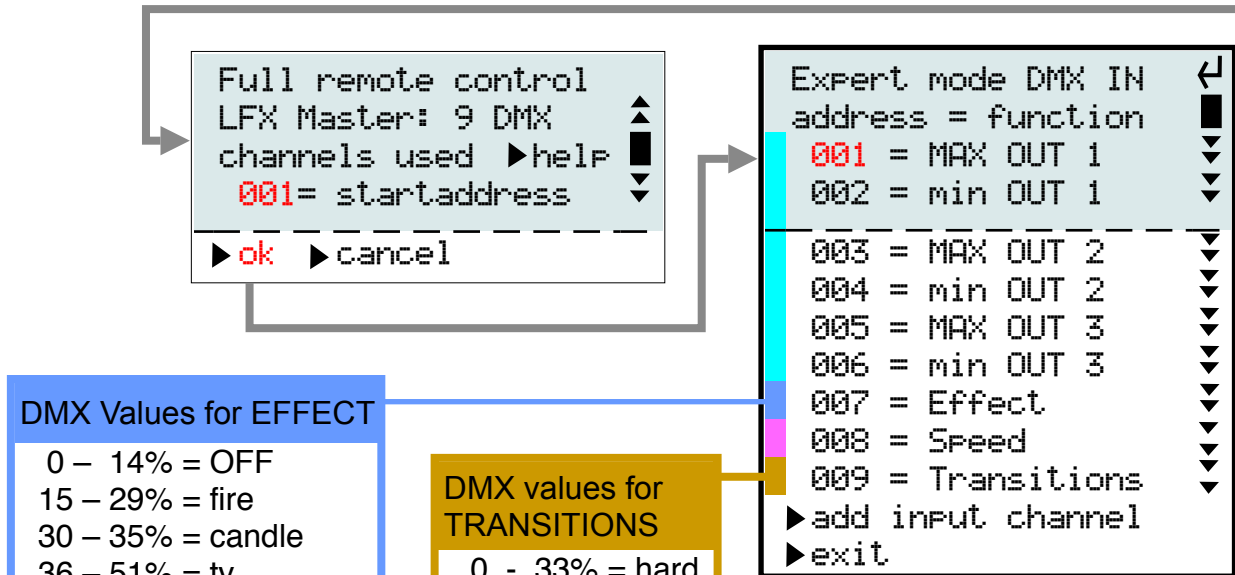 Full remote control
LFX Master: 9 DMX
channels used ▶help
001= startaddress
▶ok ▶cancel
Expert mode DMX IN
address = function
001 = MAX OUT 1
002 = min OUT 1
003 = MAX OUT 2
004 = min OUT 2
005 = MAX OUT 3
006 = min OUT 3
007 = Effect
008 = Speed
009 = Transitions
▶add input channel
▶exit
DMX Values for EFFECT
0 – 14% = OFF
15 – 29% = fire
30 – 35% = candle
36 – 51% = tv
DMX values for
TRANSITIONS
0 - 33% = hard